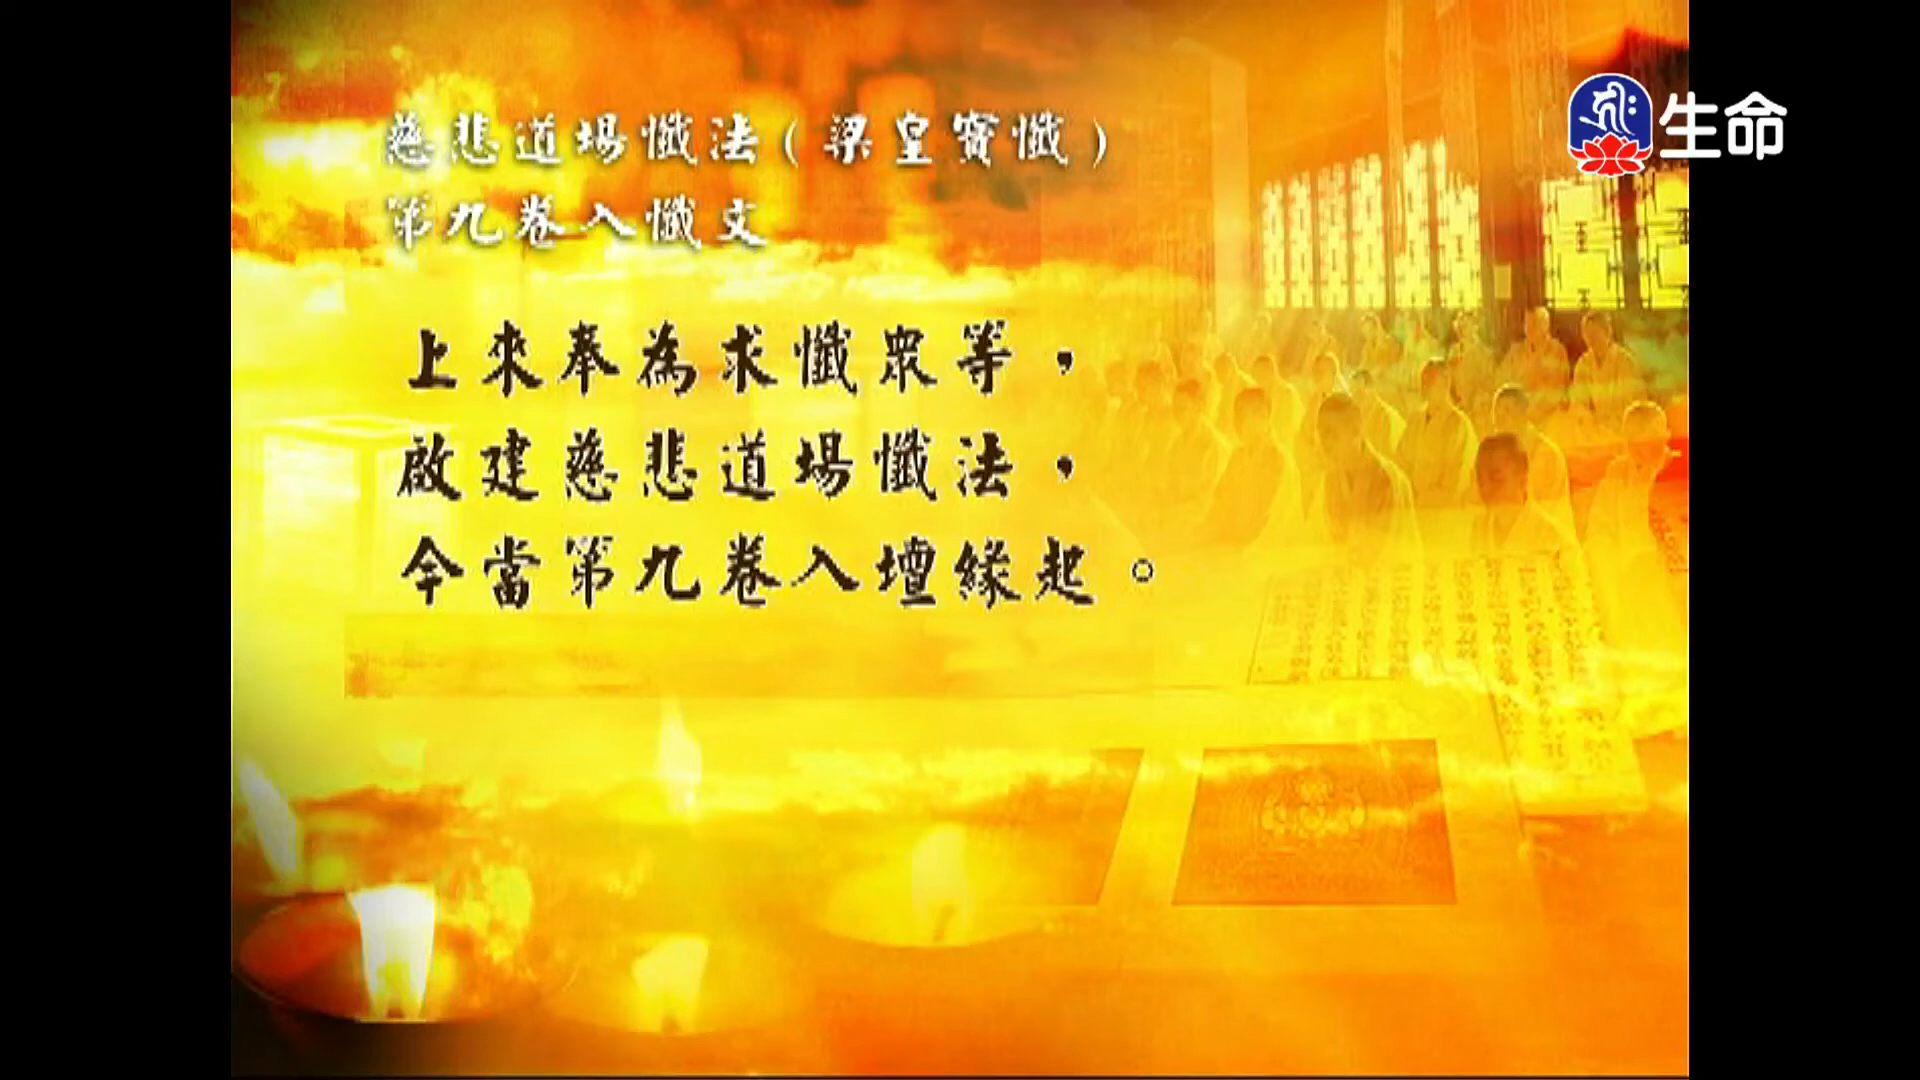 慈悲道場懺法(梁皇寶懺)
第九卷入懺文
生命
上來奉為求懺眾等，
啟建慈悲道場懺法，
今當第九卷入壇緣起。